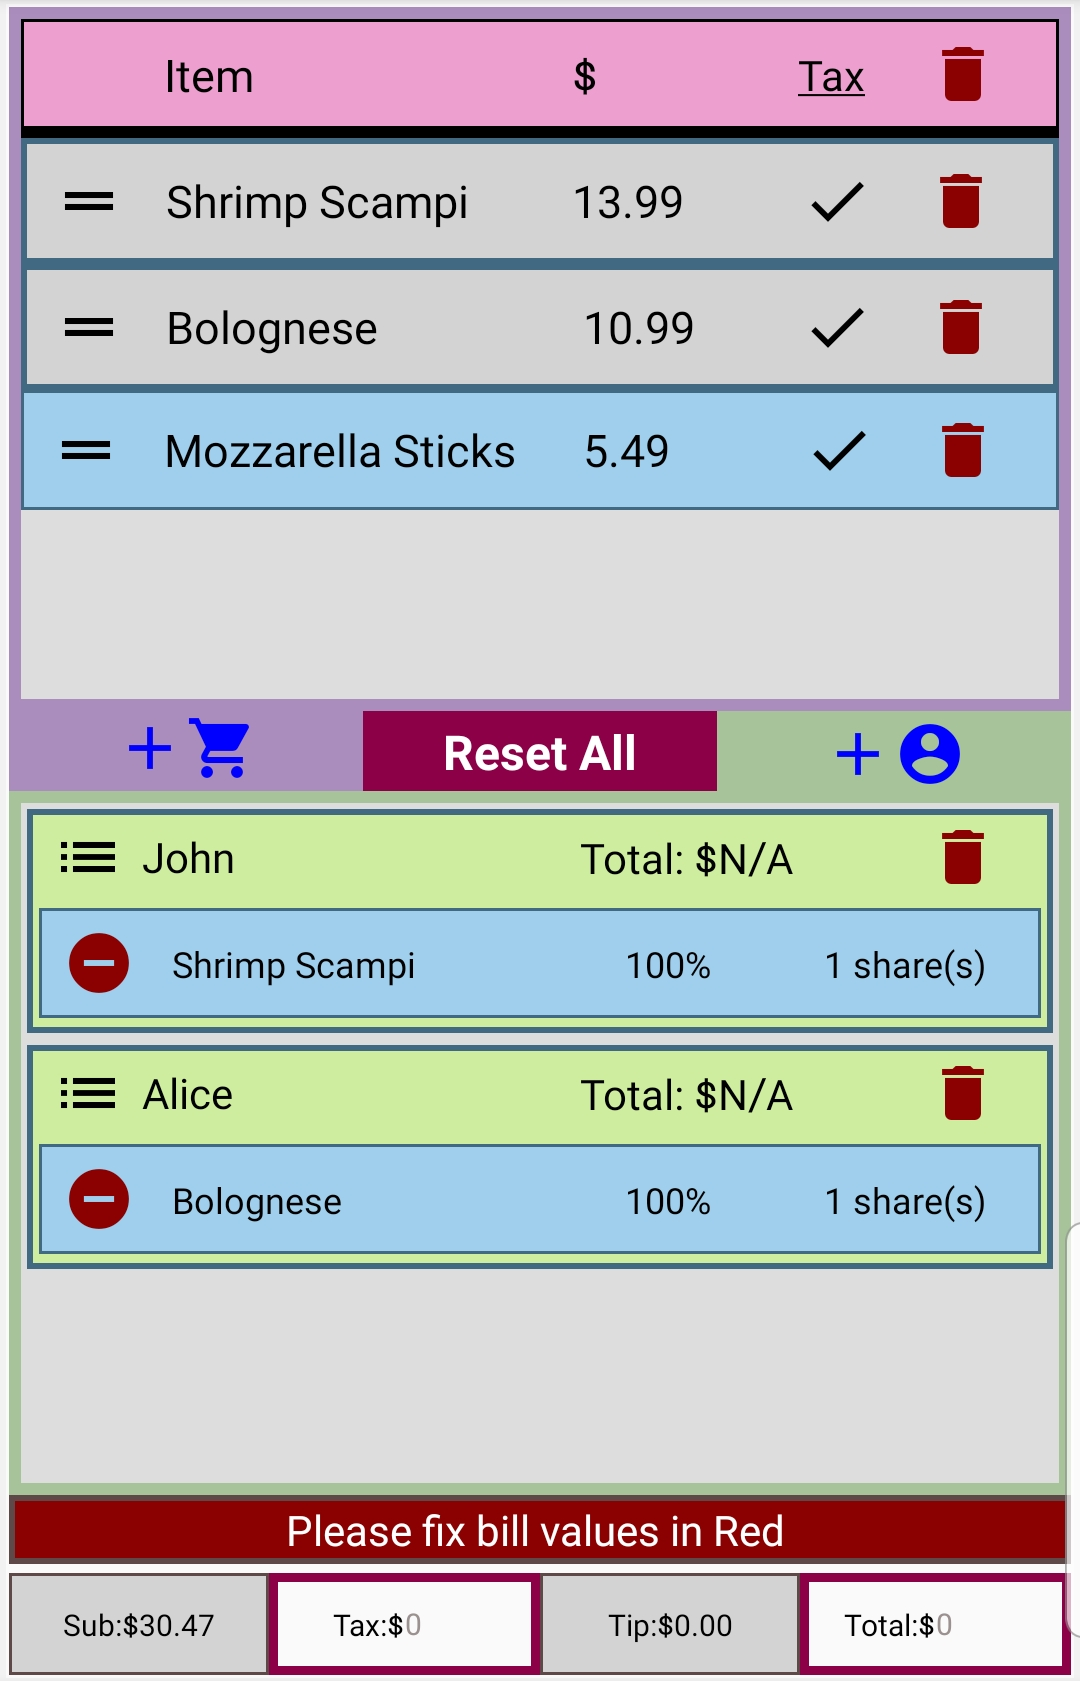 Item $ Tax
Shrimp Scampi 13.99
Bolognese 10.99
Mozzarella Sticks 5.49
Reset All
John Total: $N/A
Shrimp Scampi 100% 1 share(s)
Alice Total: $N/A
Bolognese 100% 1 share(s)
Please fix bill values in Red
Sub:$30.47 Tax:$0 Tip:$0.00 Total:$0